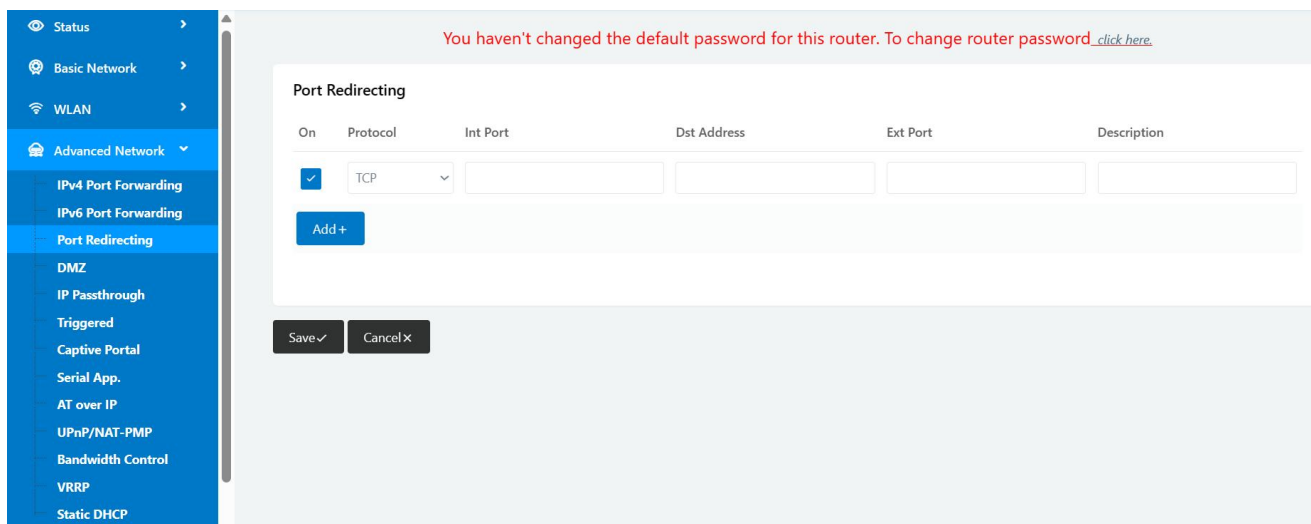 Status
Basic Network
WLAN
Advanced Network
IPv4 Port Forwarding
IPv6 Port Forwarding
Port Redirecting
DMZ
IP Passthrough
Triggered
Captive Portal
Serial App.
AT over IP
UPnP/NAT-PMP
Bandwidth Control
VRRP
Static DHCP
You haven't changed the default password for this router. To change router password click here.
Port Redirecting
On Protocol Int Port Dst Address Ext Port Description
TCP
Add +
Save Cancel